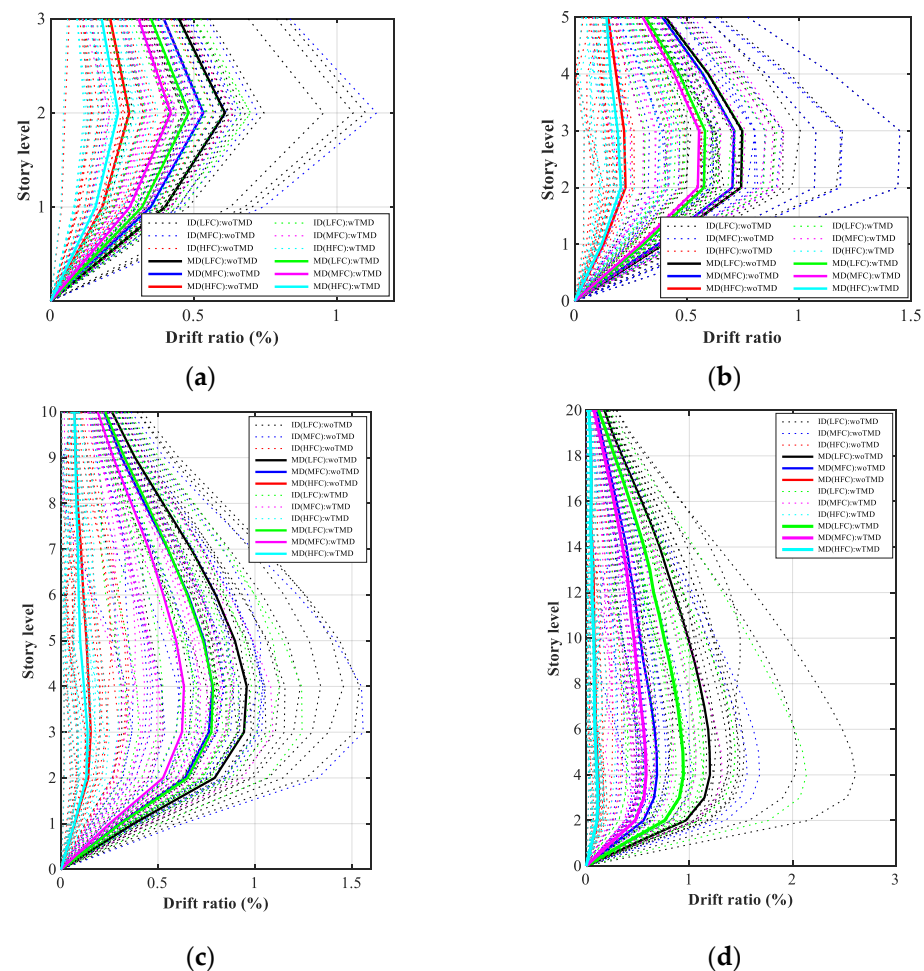 3
2
1
0
Story level
0 0.5 1
Drift ratio (%)
ID(LFC):woTMD ID(LFC):wTMD
ID(MFC):woTMD ID(MFC):wTMD
ID(HFC):woTMD ID(HFC):wTMD
MD(LFC):woTMD MD(LFC):wTMD
MD(MFC):woTMD MD(MFC):wTMD
MD(HFC):woTMD MD(HFC):wTMD
(a)
5
4
3
2
1
0
Story level
0 0.5 1 1.5
Drift ratio
ID(LFC):woTMD ID(LFC):wTMD
ID(MFC):woTMD ID(MFC):wTMD
ID(HFC):woTMD ID(HFC):wTMD
MD(LFC):woTMD MD(LFC):wTMD
MD(MFC):woTMD MD(MFC):wTMD
MD(HFC):woTMD MD(HFC):wTMD
(b)
10
9
8
7
6
5
4
3
2
1
0
Story level
0 0.5 1 1.5
Drift ratio (%)
ID(LFC):woTMD
ID(MFC):woTMD
ID(HFC):woTMD
MD(LFC):woTMD
MD(MFC):woTMD
MD(HFC):woTMD
ID(LFC):wTMD
ID(MFC):wTMD
ID(HFC):wTMD
MD(LFC):wTMD
MD(MFC):wTMD
MD(HFC):wTMD
(c)
20
18
16
14
12
10
8
6
4
2
0
Story level
0 1 2 3
Drift ratio (%)
ID(LFC):woTMD
ID(MFC):woTMD
ID(HFC):woTMD
MD(LFC):woTMD
MD(MFC):woTMD
MD(HFC):woTMD
ID(LFC):wTMD
ID(MFC):wTMD
ID(HFC):wTMD
MD(LFC):wTMD
MD(MFC):wTMD
MD(HFC):wTMD
(d)